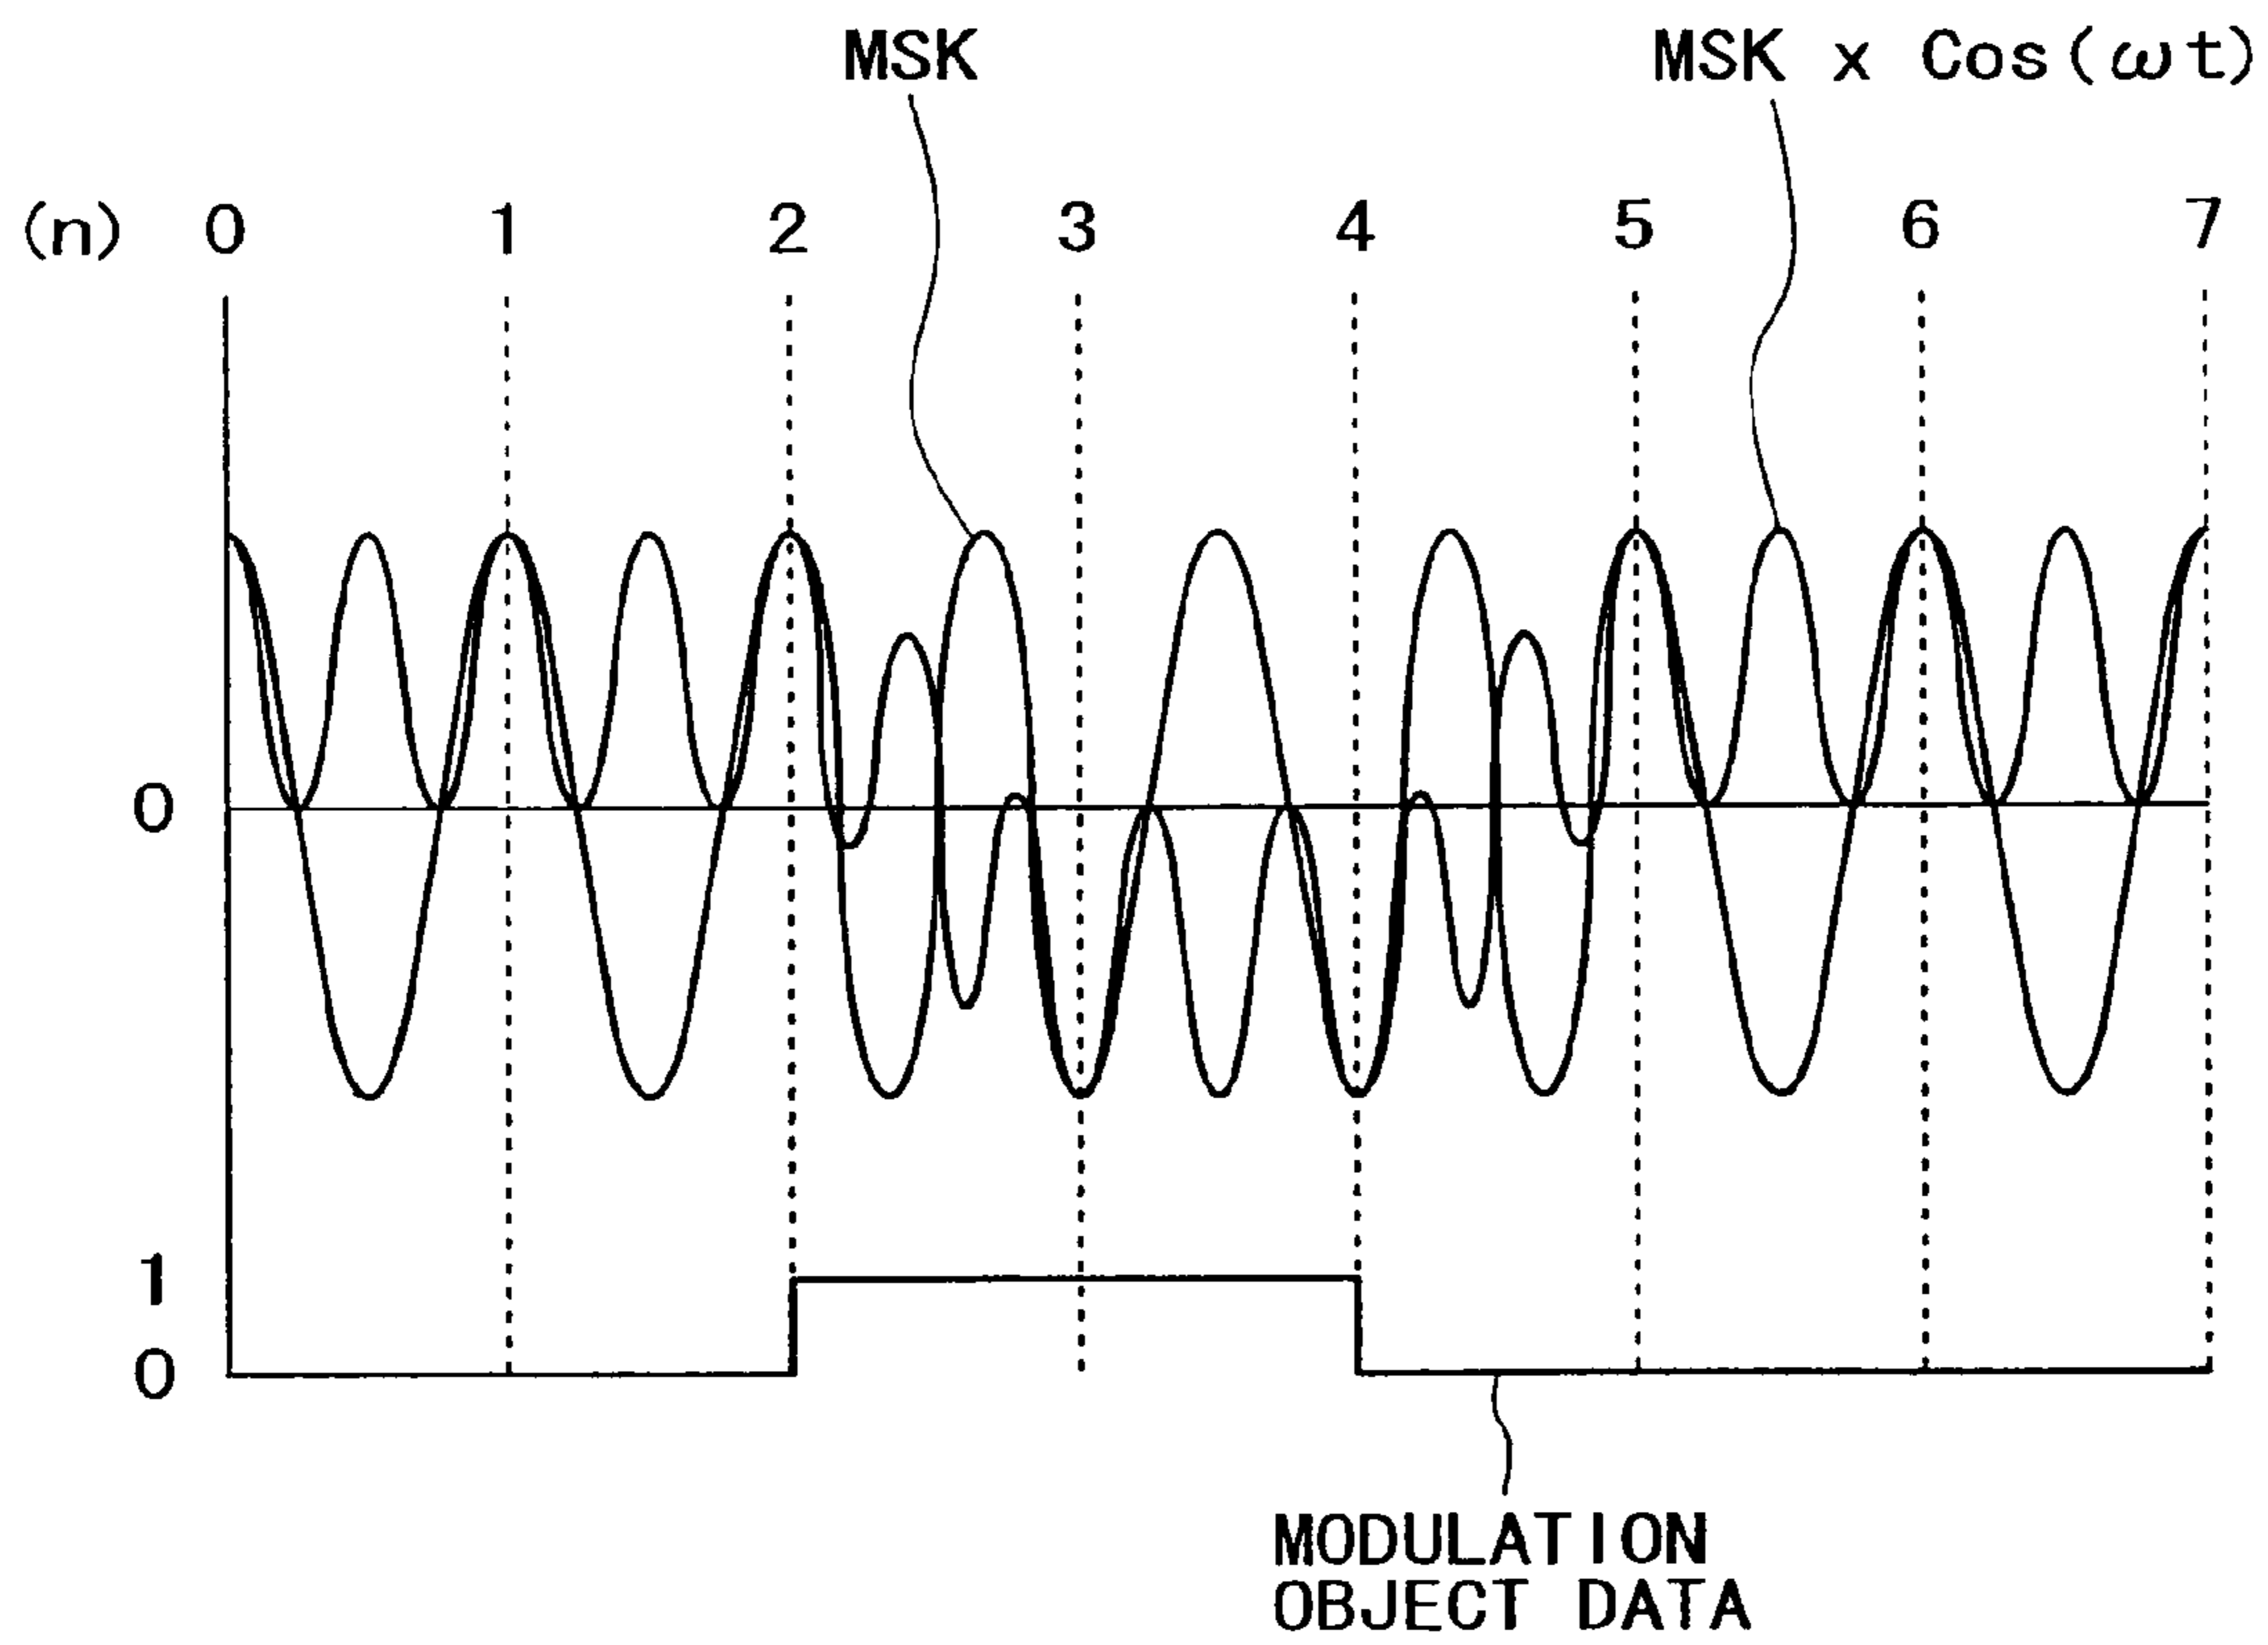 MSK
MSK x Cos(ωt)
(n) 0 1 2 3 4 5 6 7
0
1
0
MODULATION
OBJECT DATA